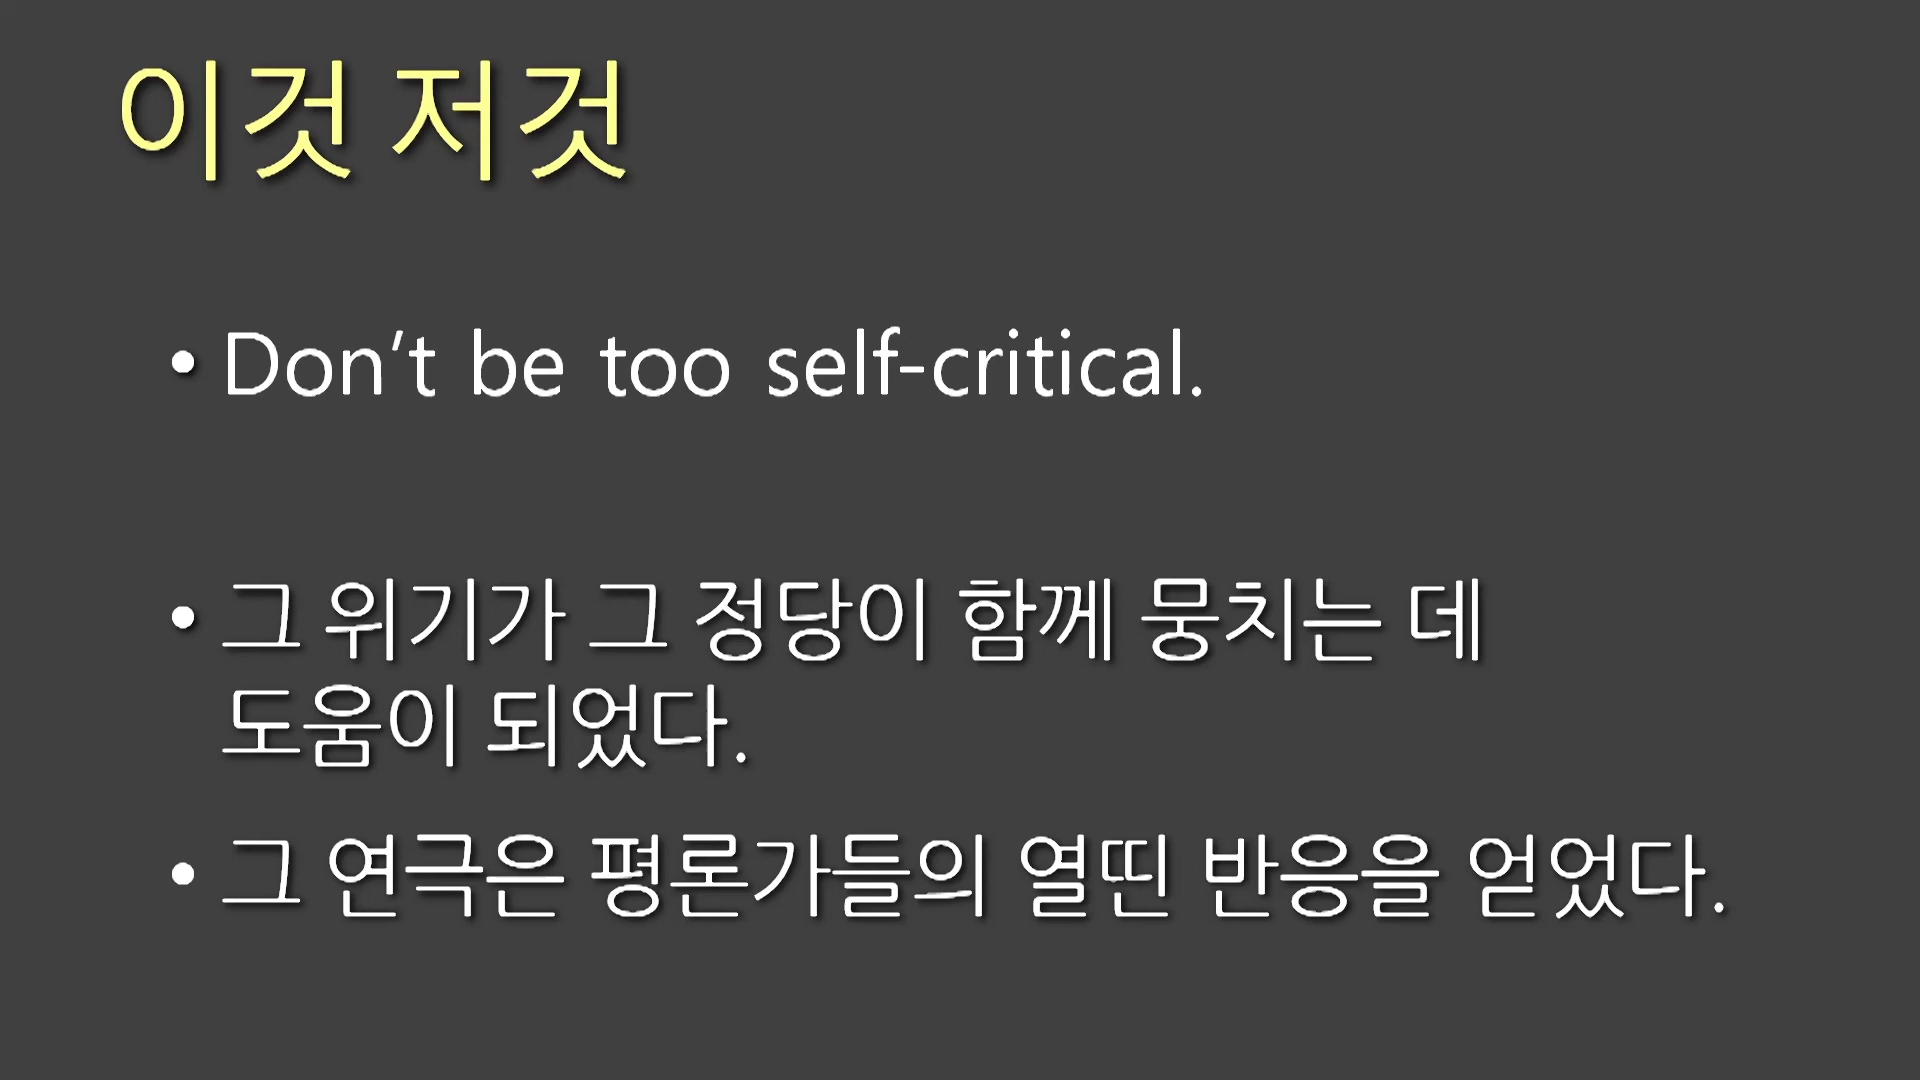 이것 저것
• Don't be too self-critical.
• 그 위기가 그 정당이 함께 뭉치는 데
도움이 되었다.
• 그 연극은 평론가들의 열띤 반응을 얻었다.